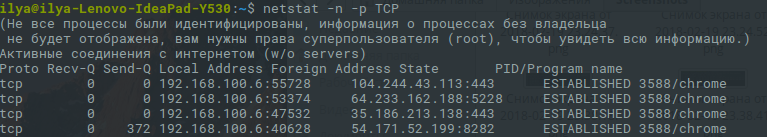 ilya@ilya-Lenovo-IdeaPad-Y530:~$ netstat -n -p TCP
(Не все процессы были идентифицированы, информация о процессах без владельца
 не будет отображена, вам нужны права суперпользователя (root), чтобы увидеть всю информацию.)
Активные соединения с интернетом (w/o servers)
Proto Recv-Q Send-Q Local Address Foreign Address State PID/Program name
tcp 0 0 192.168.100.6:55728 104.244.43.113:443 ESTABLISHED 3588/chrome
tcp 0 0 192.168.100.6:53374 64.233.162.188:5228 ESTABLISHED 3588/chrome
tcp 0 0 192.168.100.6:47532 35.186.213.138:443 ESTABLISHED 3588/chrome
tcp 0 372 192.168.100.6:40628 54.171.52.199:8282 ESTABLISHED 3588/chrome